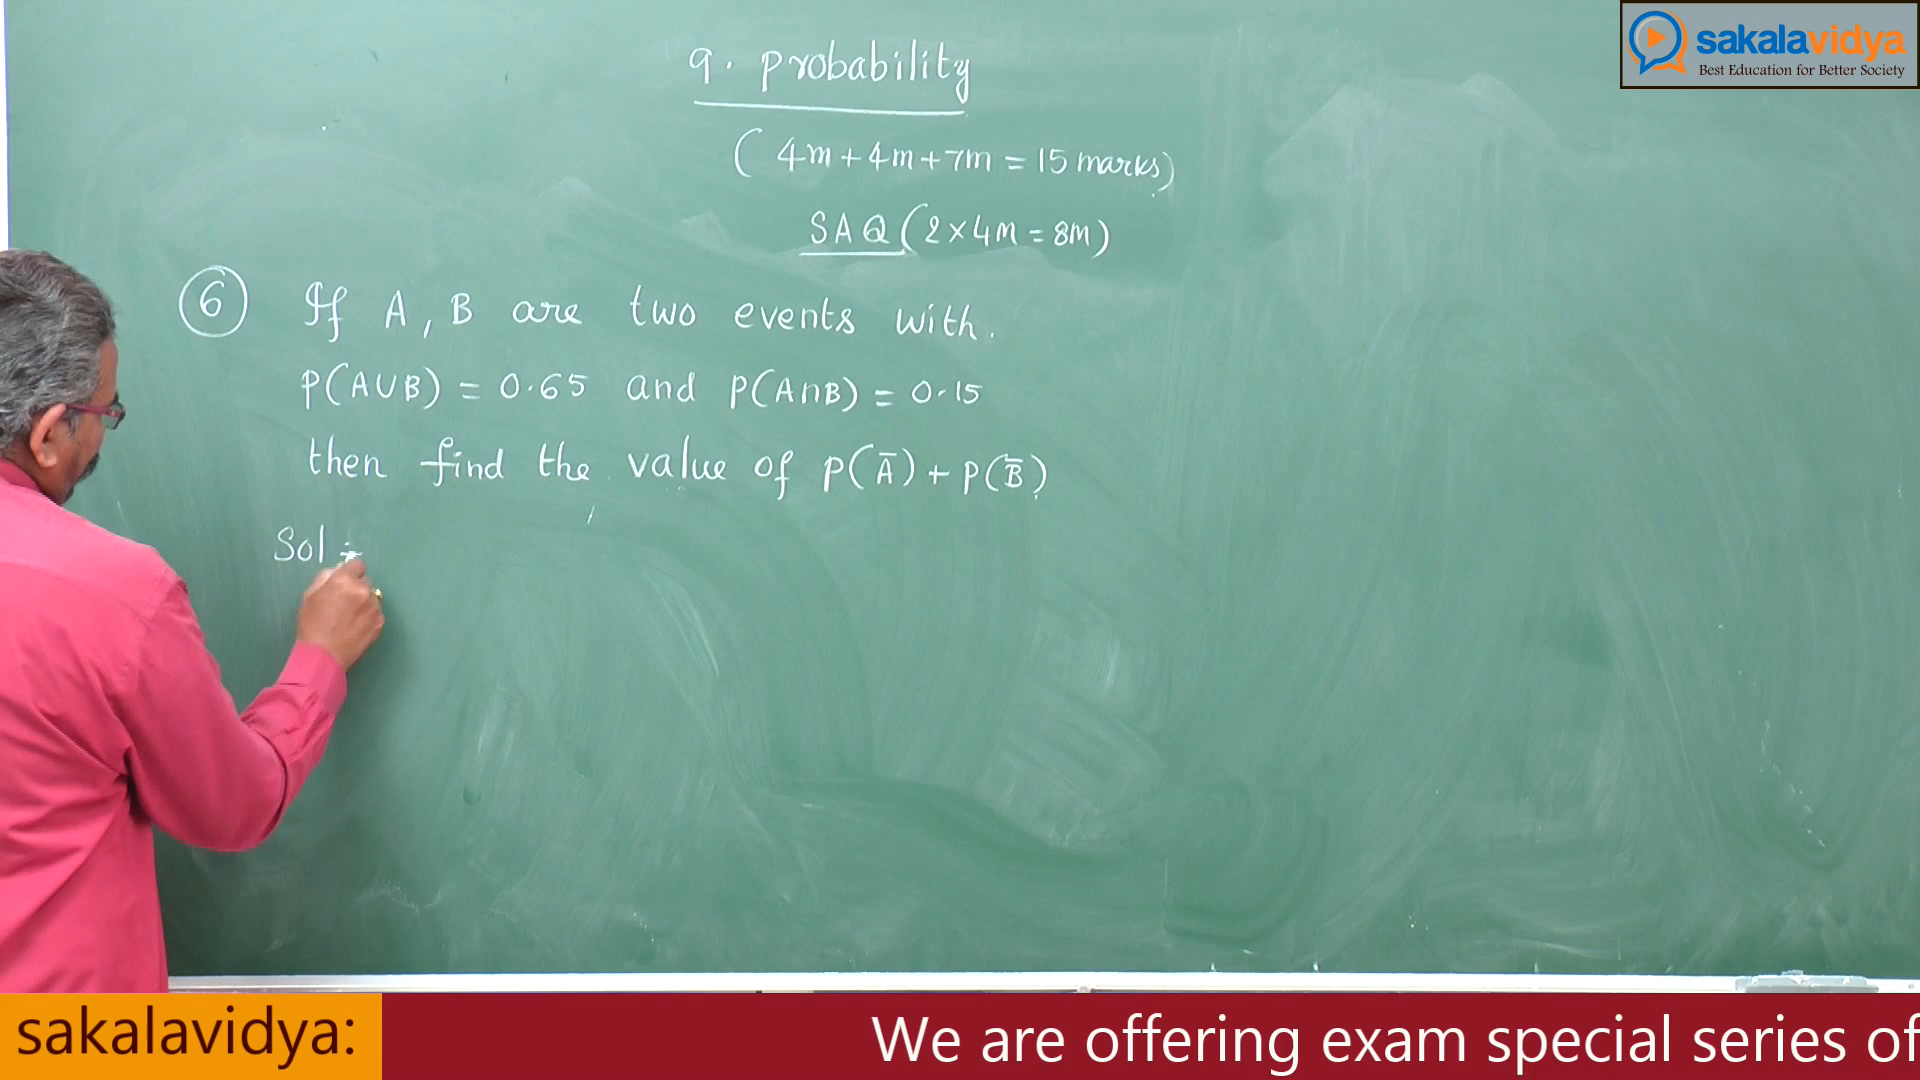 sakalavidya
Best Education for Better Society
9. probability
( 4m + 4m + 7m = 15 marks)
SAQ (2 × 4m = 8m)
6 If A, B are two events with.
P(A∪B) = 0.65 and P(A∩B) = 0.15
then find the value of P(Ā) + P(B̄)
Sol :-
sakalavidya: We are offering exam special series of